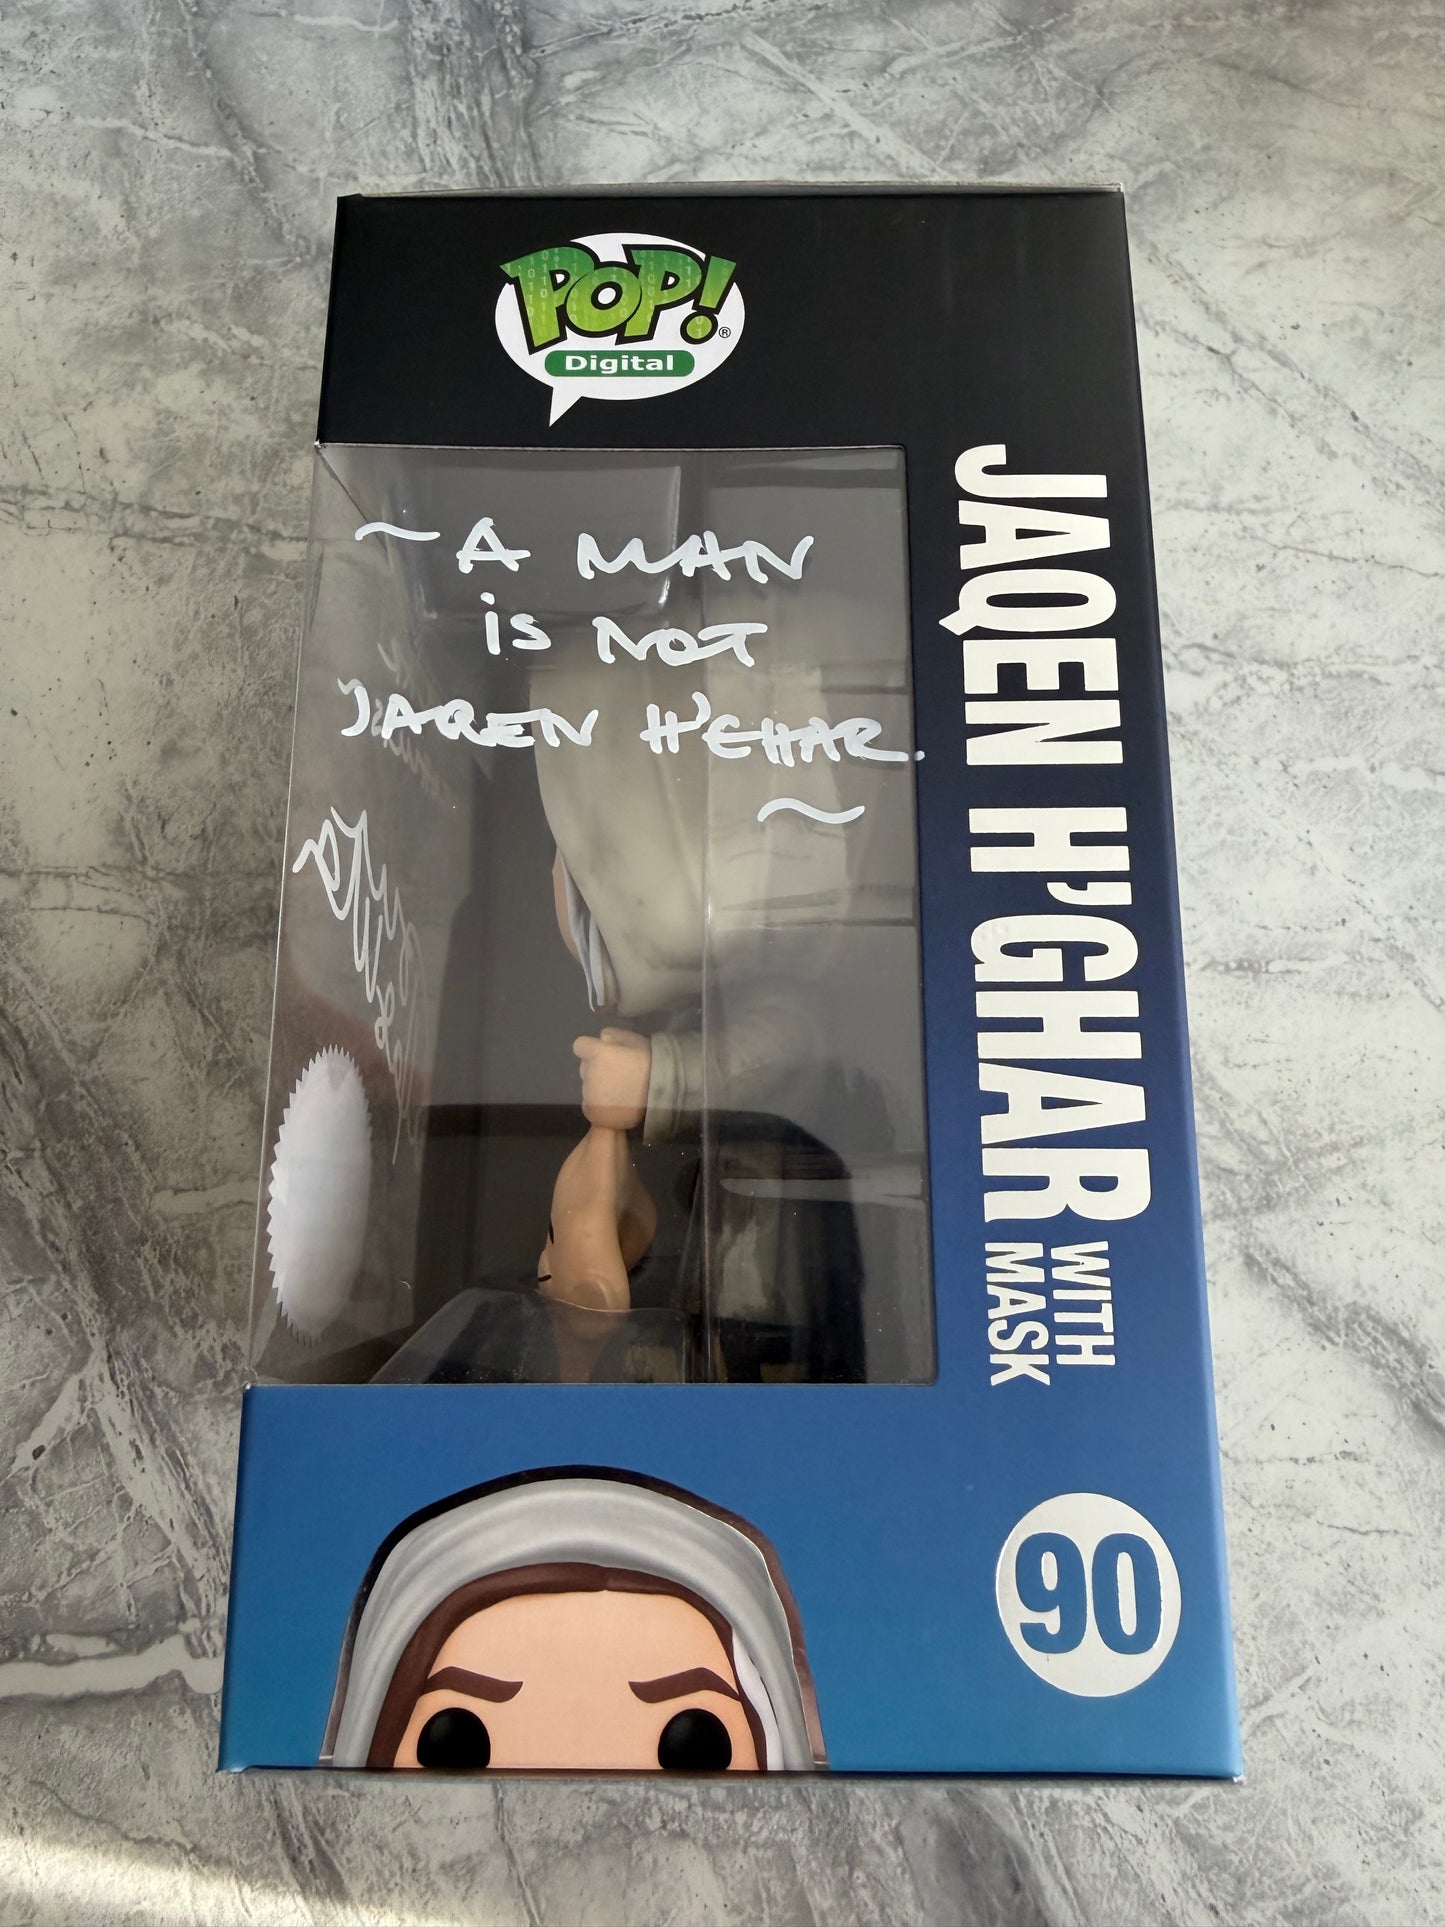 POP!
®
Digital
~ A MAN
is NOT
JAQEN H'GHAR.
~
JAQEN H'GHAR WITH MASK
90